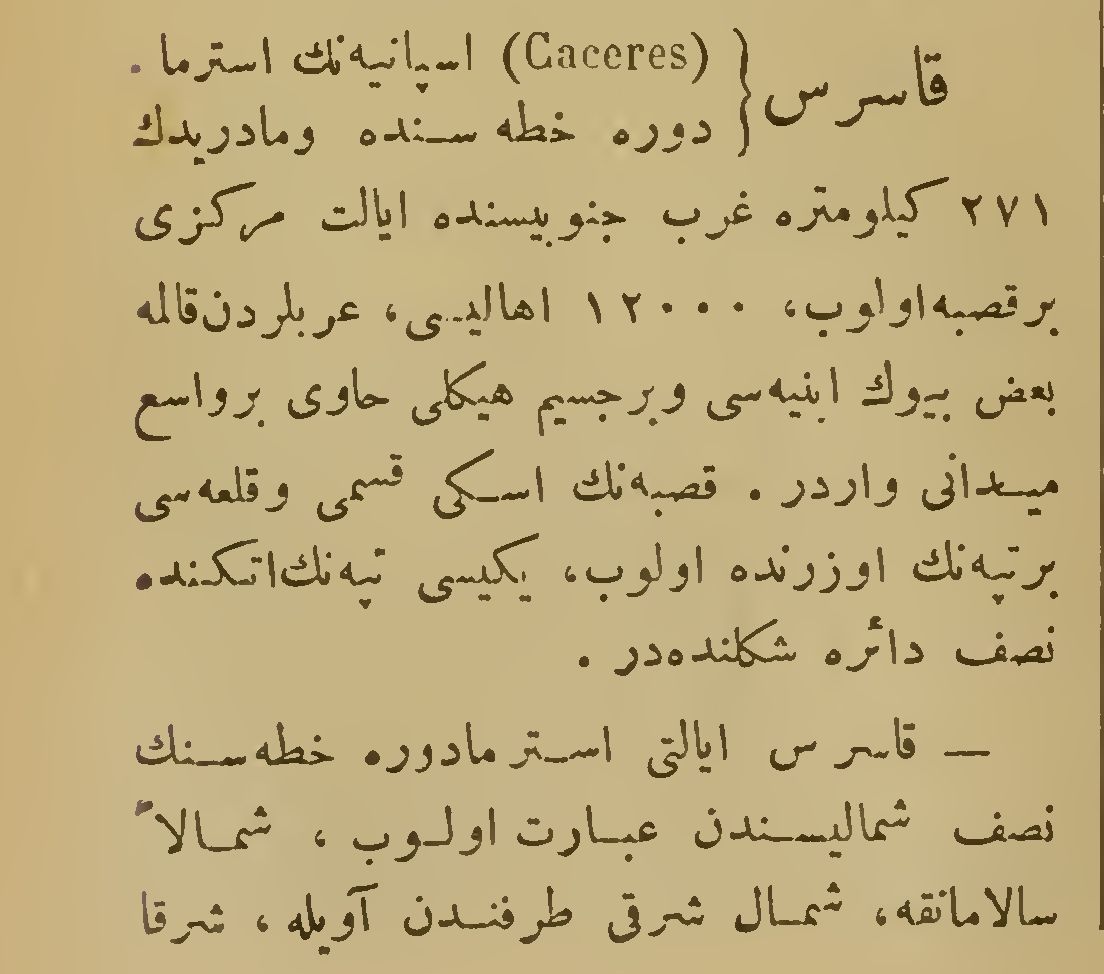 قاسرس { (Caceres) اسپانیه‌نك استرما.
دوره خطه سنده ومادریدك
٢٧١ كیلومتره غرب جنوبیسنده ایالت مركزی
برقصبه اولوب، ١٢٠٠٠ اهالیسی، عربلردن قالمه
بعض بیوك ابنیه‌سی وبرجسیم هیكلی حاوی برواسع
میدانی واردر . قصبه‌نك اسكی قسمی وقلعه‌سی
برتپه‌نك اوزرنده اولوب، یكیسی تپه‌نك اتكنده
نصف دائره شكلنده‌در .
— قاسرس ایالتی استرمادوره خطه‌سنك
نصف شمالیسندن عبارت اولوب ، شمالاً
سالامانقه، شمال شرقی طرفندن آویله ، شرقا